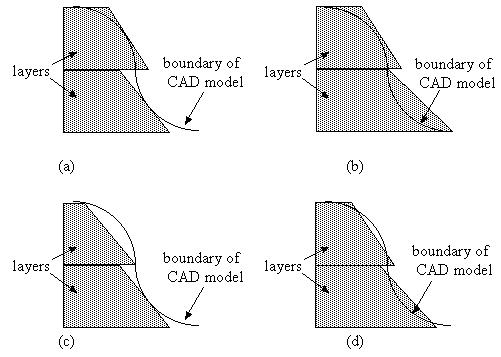 layers
boundary of
CAD model
(a)
layers
boundary of
CAD model
(b)
layers
boundary of
CAD model
(c)
layers
boundary of
CAD model
(d)